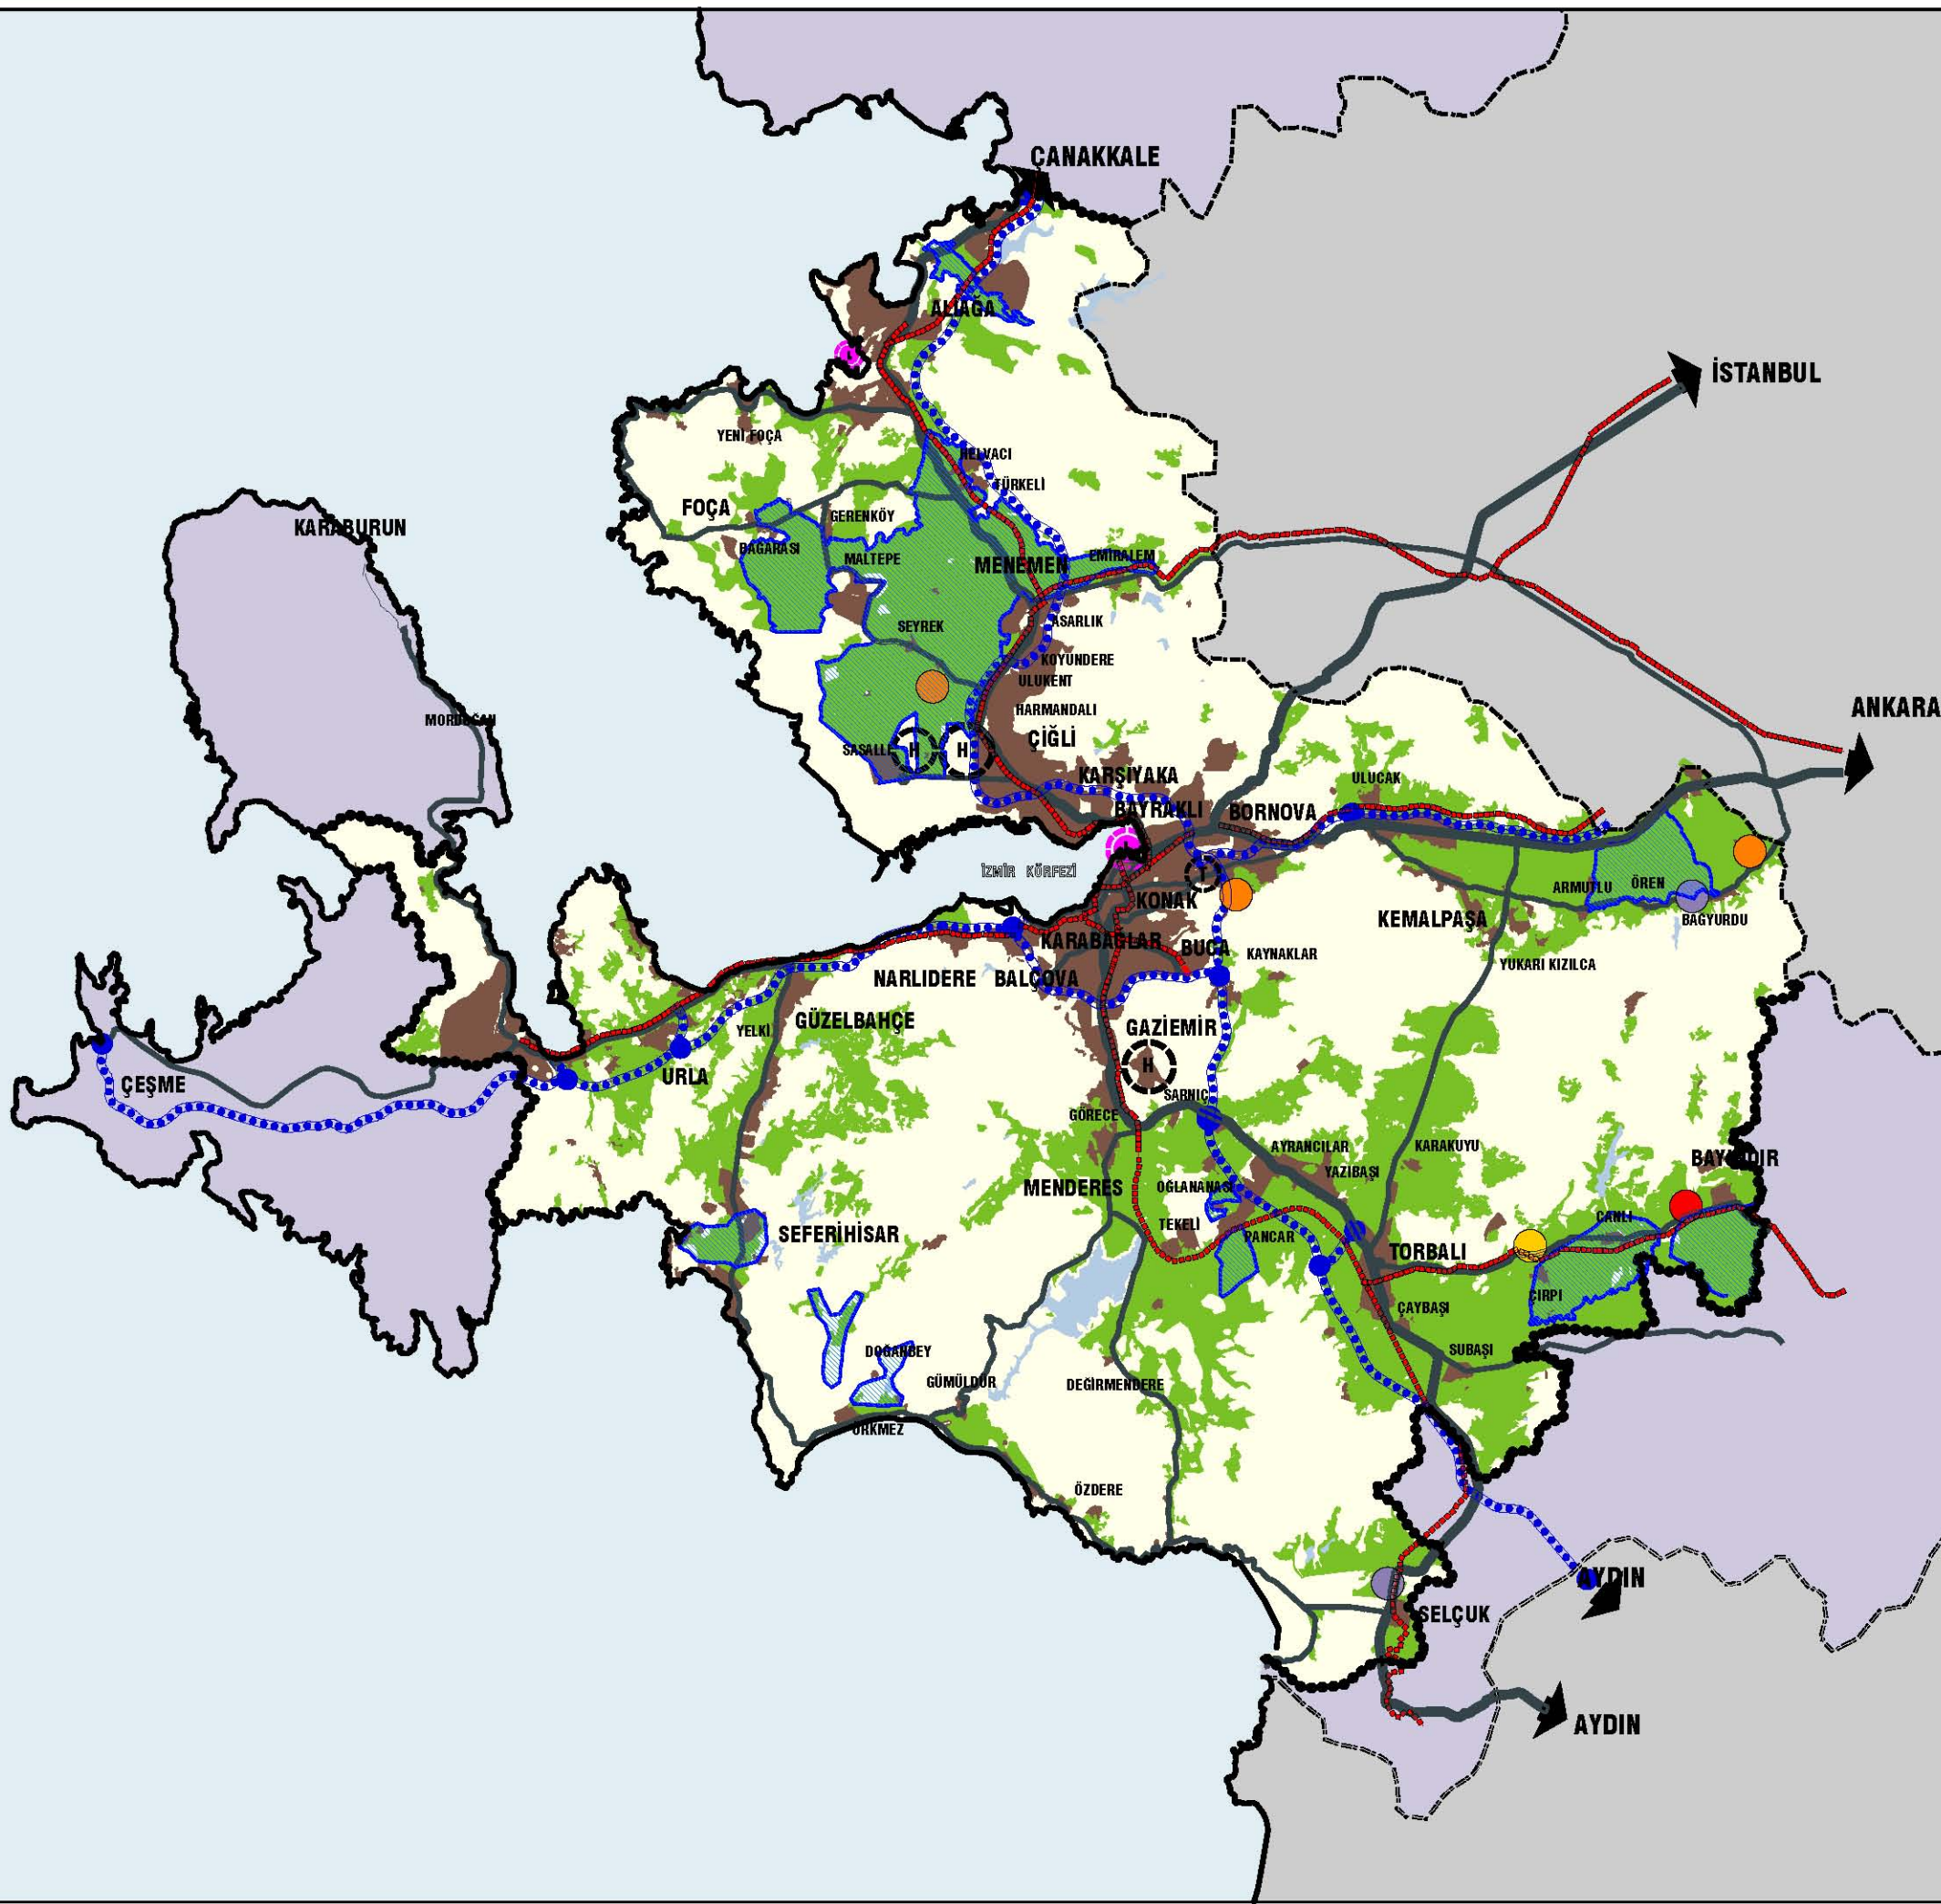 ÇANAKKALE
ALİAĞA
İSTANBUL
YENİ FOÇA
HELVACI
TÜRKELİ
FOÇA
GERENKÖY
KARABURUN
BAĞARASI
MALTEPE
MENEMEN
EMİRALEM
SEYREK
ASARLIK
KOYUNDERE
ULUKENT
HARMANDALI
ANKARA
MORDOĞAN
SASALLI
H
H
ÇİĞLİ
KARŞIYAKA
ULUCAK
BAYRAKLI
BORNOVA
İZMİR KÖRFEZİ
T
KONAK
ARMUTLU
ÖREN
KEMALPAŞA
BAGYURDU
KARABAĞLAR
BUCA
KAYNAKLAR
YUKARI KIZILCA
NARLIDERE
BALÇOVA
GÜZELBAHÇE
YELKİ
GAZİEMİR
H
ÇEŞME
URLA
SARNIÇ
GÖRECE
AYRANCILAR
KARAKUYU
YAZIBAŞI
BAYINDIR
MENDERES
OĞLANANASI
CANLI
TEKELİ
SEFERİHİSAR
PANCAR
TORBALI
ÇIRPI
ÇAYBAŞI
DOĞANBEY
SUBAŞI
GÜMÜLDÜR
DEĞİRMENDERE
ÜRKMEZ
ÖZDERE
AYDIN
SELÇUK
AYDIN